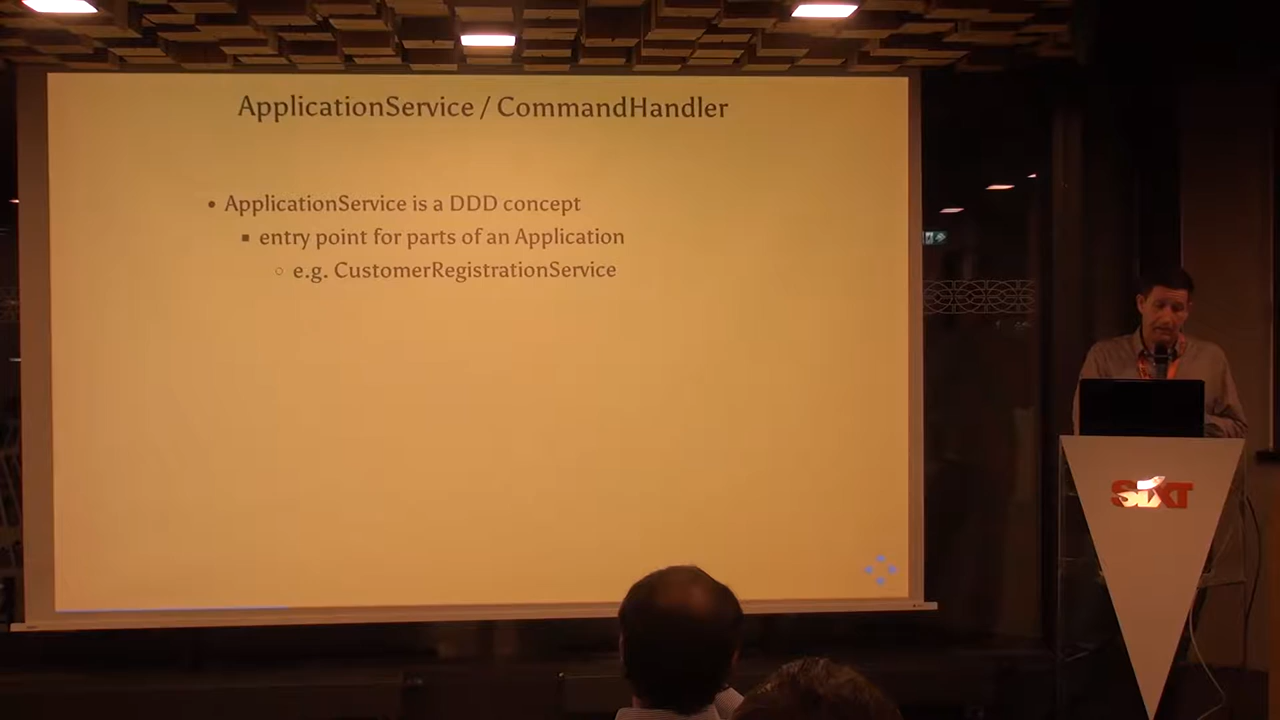 ApplicationService / CommandHandler
• ApplicationService is a DDD concept
▪ entry point for parts of an Application
○ e.g. CustomerRegistrationService
SIXT